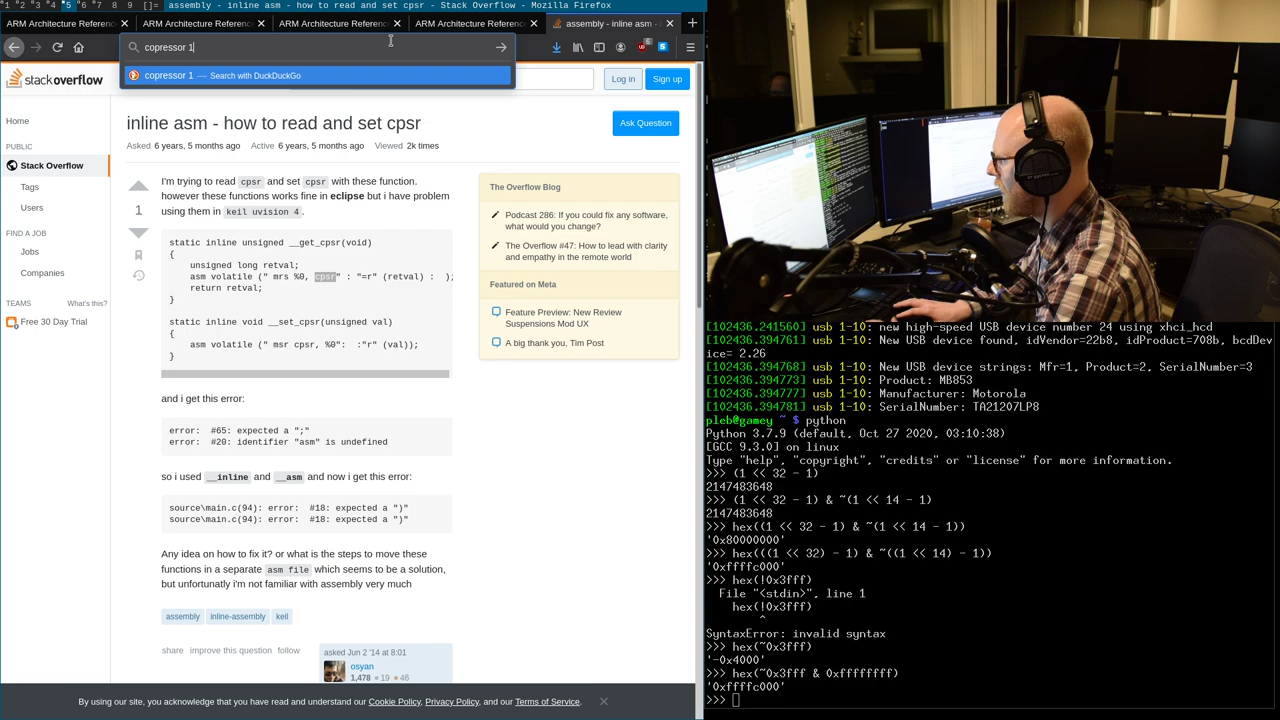 1 2 3 4 5 6 7 8 9 []= assembly - inline asm - how to read and set cpsr - Stack Overflow - Mozilla Firefox
ARM Architecture Reference
ARM Architecture Reference
ARM Architecture Reference
ARM Architecture Reference
assembly - inline asm -
copressor 1
copressor 1 — Search with DuckDuckGo
6
stackoverflow
Log in
Sign up
Home
PUBLIC
Stack Overflow
Tags
Users
FIND A JOB
Jobs
Companies
TEAMS What's this?
Free 30 Day Trial
inline asm - how to read and set cpsr
Ask Question
Asked 6 years, 5 months ago Active 6 years, 5 months ago Viewed 2k times
1
I'm trying to read cpsr and set cpsr with these function.
however these functions works fine in eclipse but i have problem
using them in keil uvision 4.
static inline unsigned __get_cpsr(void)
{
unsigned long retval;
asm volatile (" mrs %0, cpsr" : "=r" (retval) : );
return retval;
}
static inline void __set_cpsr(unsigned val)
{
asm volatile (" msr cpsr, %0": :"r" (val));
}
and i get this error:
error: #65: expected a ";"
error: #20: identifier "asm" is undefined
so i used __inline and __asm and now i get this error:
source\main.c(94): error: #18: expected a ")"
source\main.c(94): error: #18: expected a ")"
Any idea on how to fix it? or what is the steps to move these
functions in a separate asm file which seems to be a solution,
but unfortunatly i'm not familiar with assembly very much
assembly inline-assembly keil
share improve this question follow
asked Jun 2 '14 at 8:01
osyan
1,478 19 46
The Overflow Blog
Podcast 286: If you could fix any software,
what would you change?
The Overflow #47: How to lead with clarity
and empathy in the remote world
Featured on Meta
Feature Preview: New Review
Suspensions Mod UX
A big thank you, Tim Post
By using our site, you acknowledge that you have read and understand our Cookie Policy, Privacy Policy, and our Terms of Service.
[102436.241560] usb 1-10: new high-speed USB device number 24 using xhci_hcd
[102436.394761] usb 1-10: New USB device found, idVendor=22b8, idProduct=708b, bcdDev
ice= 2.26
[102436.394768] usb 1-10: New USB device strings: Mfr=1, Product=2, SerialNumber=3
[102436.394773] usb 1-10: Product: MB853
[102436.394777] usb 1-10: Manufacturer: Motorola
[102436.394781] usb 1-10: SerialNumber: TA21207LP8
pleb@gamey ~ $ python
Python 3.7.9 (default, Oct 27 2020, 03:10:38)
[GCC 9.3.0] on linux
Type "help", "copyright", "credits" or "license" for more information.
>>> (1 << 32 - 1)
2147483648
>>> (1 << 32 - 1) & ~(1 << 14 - 1)
2147483648
>>> hex((1 << 32 - 1) & ~(1 << 14 - 1))
'0x80000000'
>>> hex(((1 << 32) - 1) & ~((1 << 14) - 1))
'0xffffc000'
>>> hex(!0x3fff)
File "<stdin>", line 1
hex(!0x3fff)
^
SyntaxError: invalid syntax
>>> hex(~0x3fff)
'-0x4000'
>>> hex(~0x3fff & 0xffffffff)
'0xffffc000'
>>>